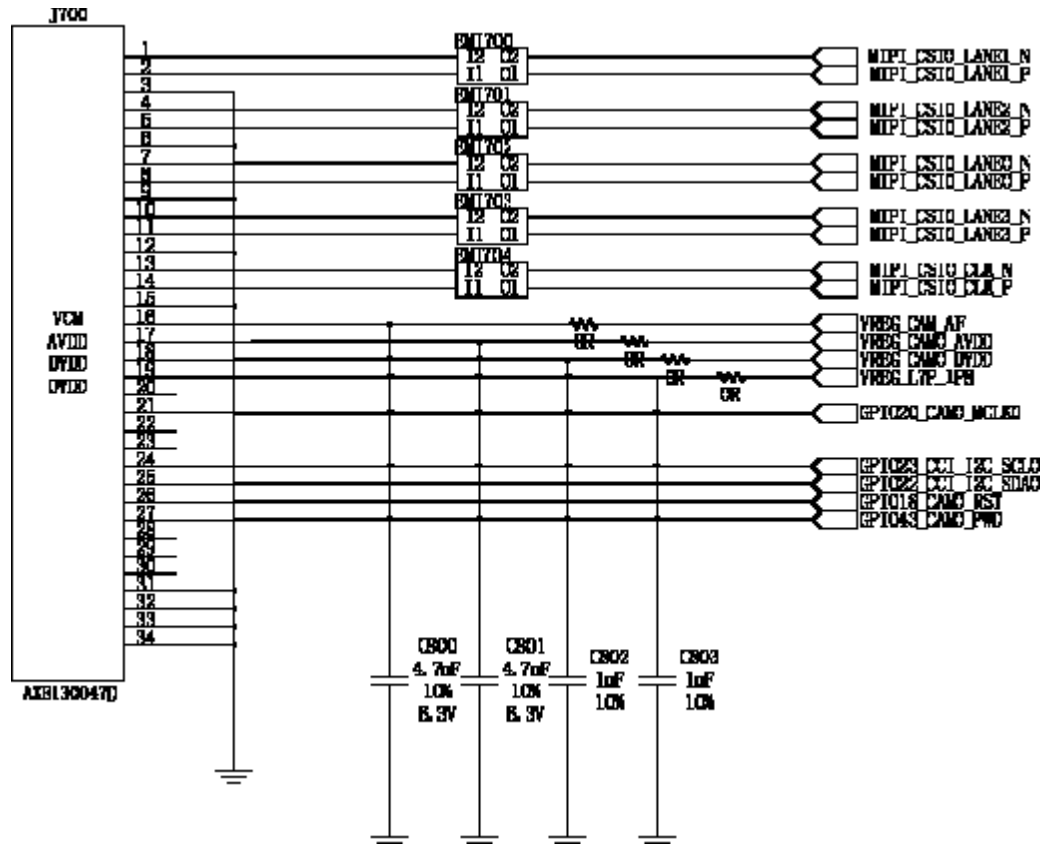 J700
1
2
3
4
5
6
7
8
9
10
11
12
13
14
15
16
17
18
19
20
21
22
23
24
25
26
27
30
31
32
33
34
VCM
AVDD
DVDD
AXE130047D
EMI700
I2 O2
I1 O1
EMI701
I2 O2
I1 O1
EMI702
I2 O2
I1 O1
EMI703
I2 O2
I1 O1
EMI704
I2 O2
I1 O1
MIPI_CSI0_LANE1_N
MIPI_CSI0_LANE1_P
MIPI_CSI0_LANE2_N
MIPI_CSI0_LANE2_P
MIPI_CSI0_LANE0_N
MIPI_CSI0_LANE0_P
MIPI_CSI0_LANE3_N
MIPI_CSI0_LANE3_P
MIPI_CSI0_CLK_N
MIPI_CSI0_CLK_P
VREG_CAM_AF
VREG_CAM0_AVDD
VREG_CAM0_DVDD
0R
0R
0R
0R
GPIO20_CAM0_MCLK0
GPIO23_CCI_I2C_SCL0
GPIO22_CCI_I2C_SDA0
GPIO18_CAM0_RST
GPIO43_CAM0_PWD
C800
4.7uF
10%
6.3V
C801
4.7uF
10%
6.3V
C802
1uF
10%
C803
1uF
10%